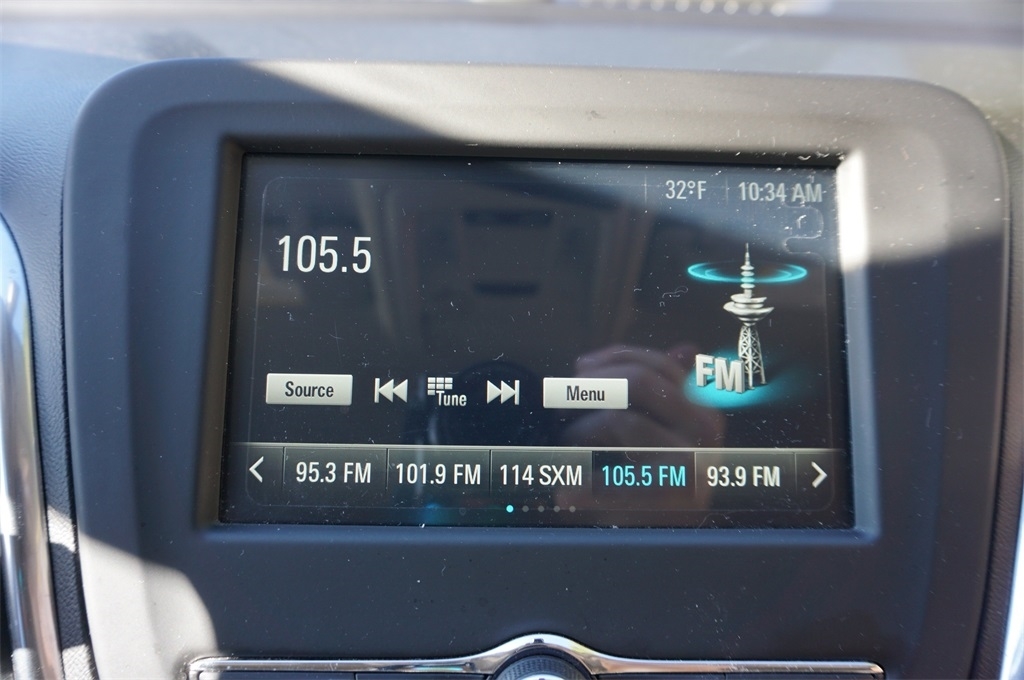 32°F 10:34 AM
105.5
FM
Source Tune Menu
95.3 FM 101.9 FM 114 SXM 105.5 FM 93.9 FM